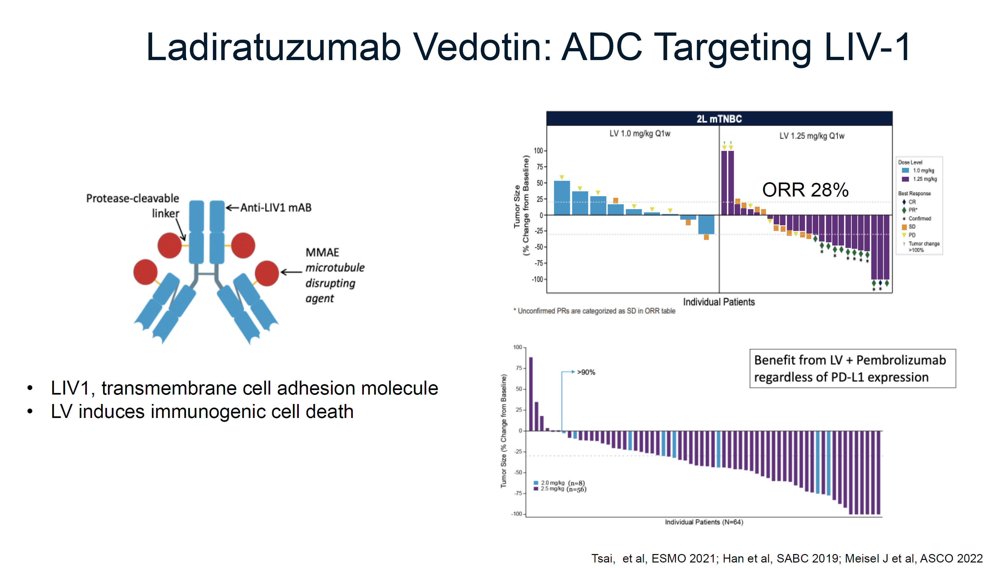 Ladiratuzumab Vedotin: ADC Targeting LIV-1
Protease-cleavable
linker
Anti-LIV1 mAB
MMAE
microtubule
disrupting
agent
• LIV1, transmembrane cell adhesion molecule
• LV induces immunogenic cell death
2L mTNBC
LV 1.0 mg/kg Q1w
LV 1.25 mg/kg Q1w
Tumor Size
(% Change from Baseline)
100
75
50
25
0
-25
-50
-75
-100
ORR 28%
Dose Level
1.0 mg/kg
1.25 mg/kg
Best Response
CR
PR*
* Confirmed
SD
PD
† Tumor change
>100%
Individual Patients
* Unconfirmed PRs are categorized as SD in ORR table
Benefit from LV + Pembrolizumab
regardless of PD-L1 expression
Tumor Size (% Change from Baseline)
100
75
50
25
0
-25
-50
-75
-100
>90%
2.0 mg/kg (n=8)
2.5 mg/kg (n=56)
Individual Patients (N=64)
Tsai,  et al, ESMO 2021; Han et al, SABC 2019; Meisel J et al, ASCO 2022